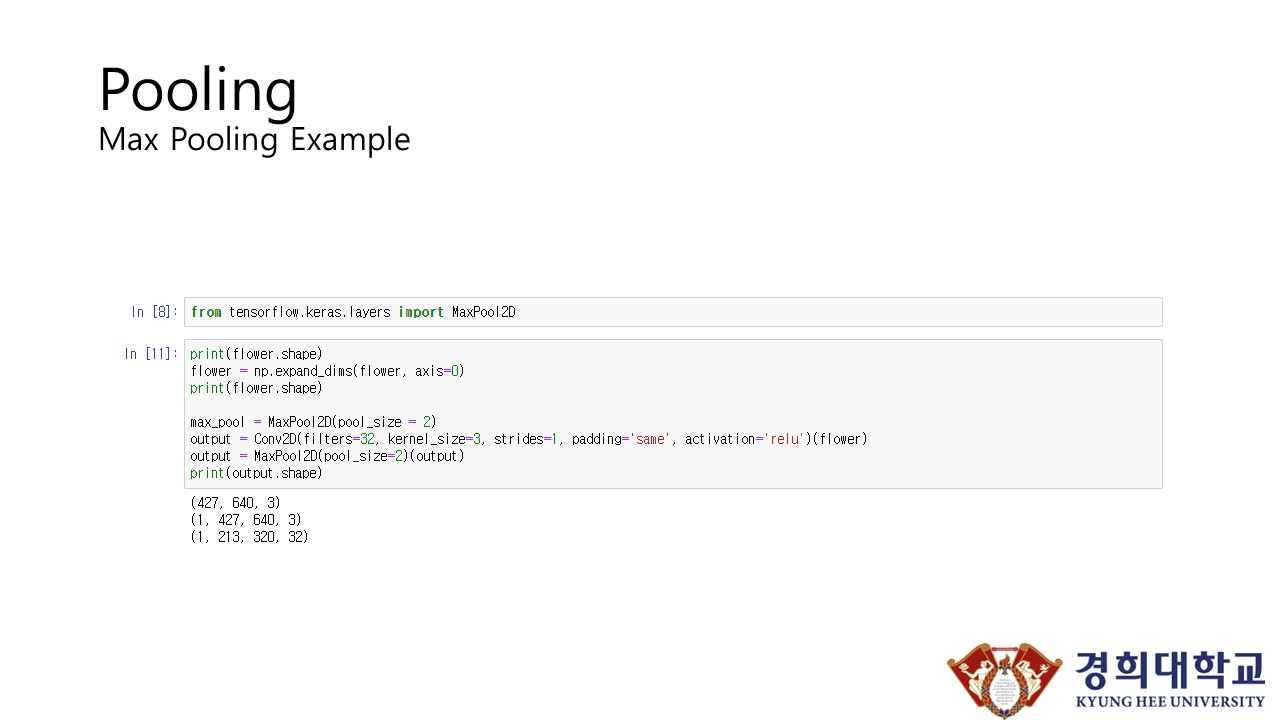 Pooling
Max Pooling Example
In [8]: from tensorflow.keras.layers import MaxPool2D
In [11]: print(flower.shape)
flower = np.expand_dims(flower, axis=0)
print(flower.shape)
max_pool = MaxPool2D(pool_size = 2)
output = Conv2D(filters=32, kernel_size=3, strides=1, padding='same', activation='relu')(flower)
output = MaxPool2D(pool_size=2)(output)
print(output.shape)
(427, 640, 3)
(1, 427, 640, 3)
(1, 213, 320, 32)
경희대학교
KYUNG HEE UNIVERSITY